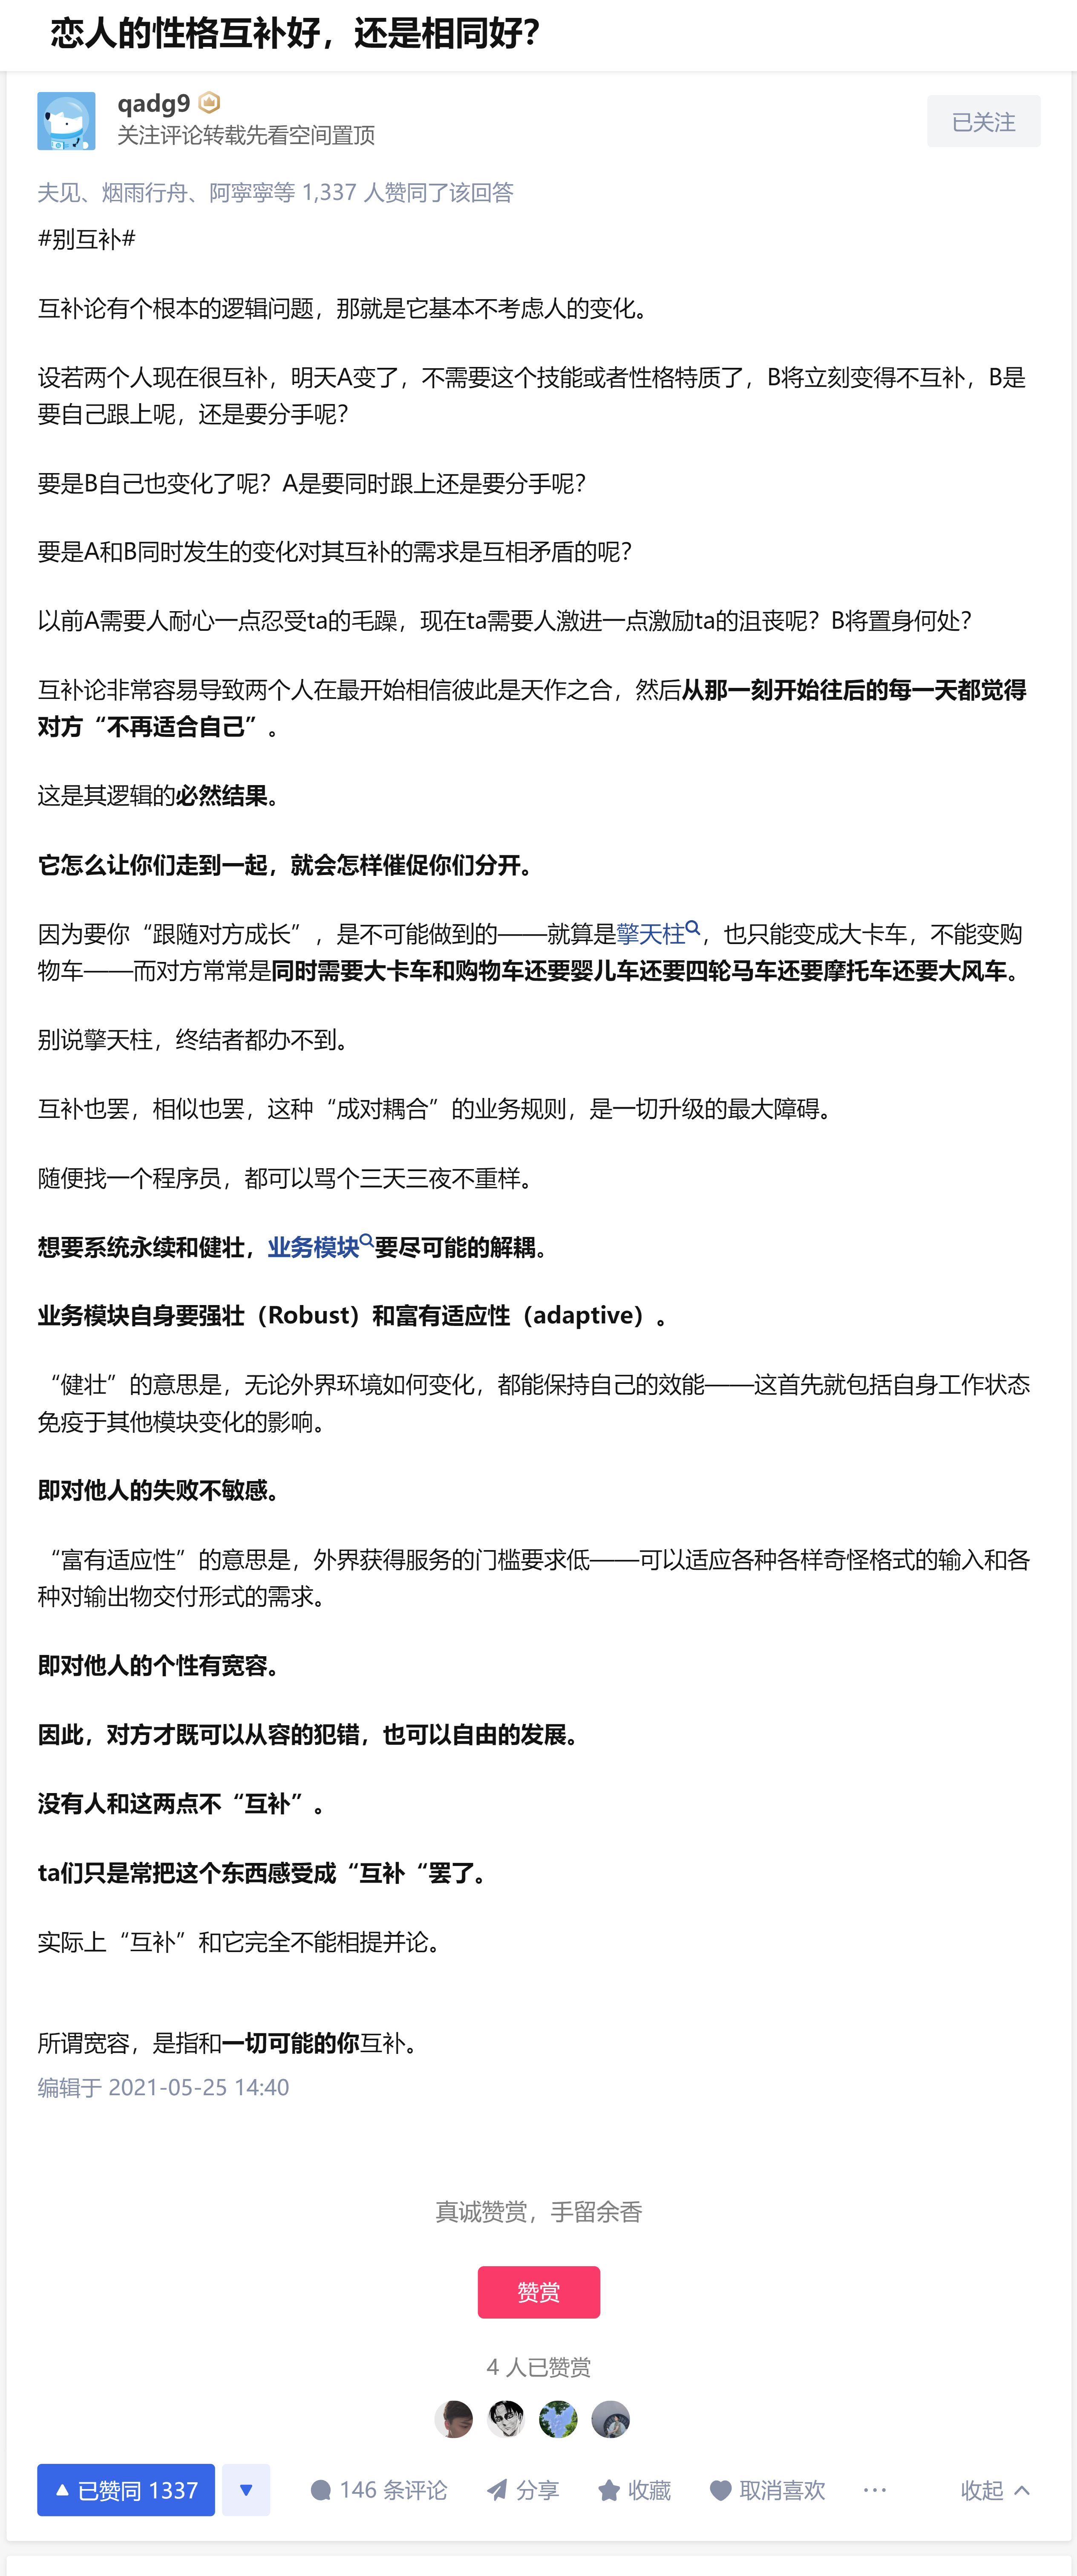 恋人的性格互补好，还是相同好？
qadg9
关注评论转载先看空间置顶
已关注
夫见、烟雨行舟、阿寧寧等 1,337 人赞同了该回答
#别互补#
互补论有个根本的逻辑问题，那就是它基本不考虑人的变化。
设若两个人现在很互补，明天A变了，不需要这个技能或者性格特质了，B将立刻变得不互补，B是
要自己跟上呢，还是要分手呢？
要是B自己也变化了呢？A是要同时跟上还是要分手呢？
要是A和B同时发生的变化对其互补的需求是互相矛盾的呢？
以前A需要人耐心一点忍受ta的毛躁，现在ta需要人激进一点激励ta的沮丧呢？B将置身何处？
互补论非常容易导致两个人在最开始相信彼此是天作之合，然后从那一刻开始往后的每一天都觉得
对方“不再适合自己”。
这是其逻辑的必然结果。
它怎么让你们走到一起，就会怎样催促你们分开。
因为要你“跟随对方成长”，是不可能做到的——就算是擎天柱，也只能变成大卡车，不能变购
物车——而对方常常是同时需要大卡车和购物车还要婴儿车还要四轮马车还要摩托车还要大风车。
别说擎天柱，终结者都办不到。
互补也罢，相似也罢，这种“成对耦合”的业务规则，是一切升级的最大障碍。
随便找一个程序员，都可以骂个三天三夜不重样。
想要系统永续和健壮，业务模块要尽可能的解耦。
业务模块自身要强壮（Robust）和富有适应性（adaptive）。
“健壮”的意思是，无论外界环境如何变化，都能保持自己的效能——这首先就包括自身工作状态
免疫于其他模块变化的影响。
即对他人的失败不敏感。
“富有适应性”的意思是，外界获得服务的门槛要求低——可以适应各种各样奇怪格式的输入和各
种对输出物交付形式的需求。
即对他人的个性有宽容。
因此，对方才既可以从容的犯错，也可以自由的发展。
没有人和这两点不“互补”。
ta们只是常把这个东西感受成“互补“罢了。
实际上“互补”和它完全不能相提并论。
所谓宽容，是指和一切可能的你互补。
编辑于 2021-05-25 14:40
真诚赞赏，手留余香
赞赏
4 人已赞赏
已赞同 1337 146 条评论 分享 收藏 取消喜欢 ··· 收起